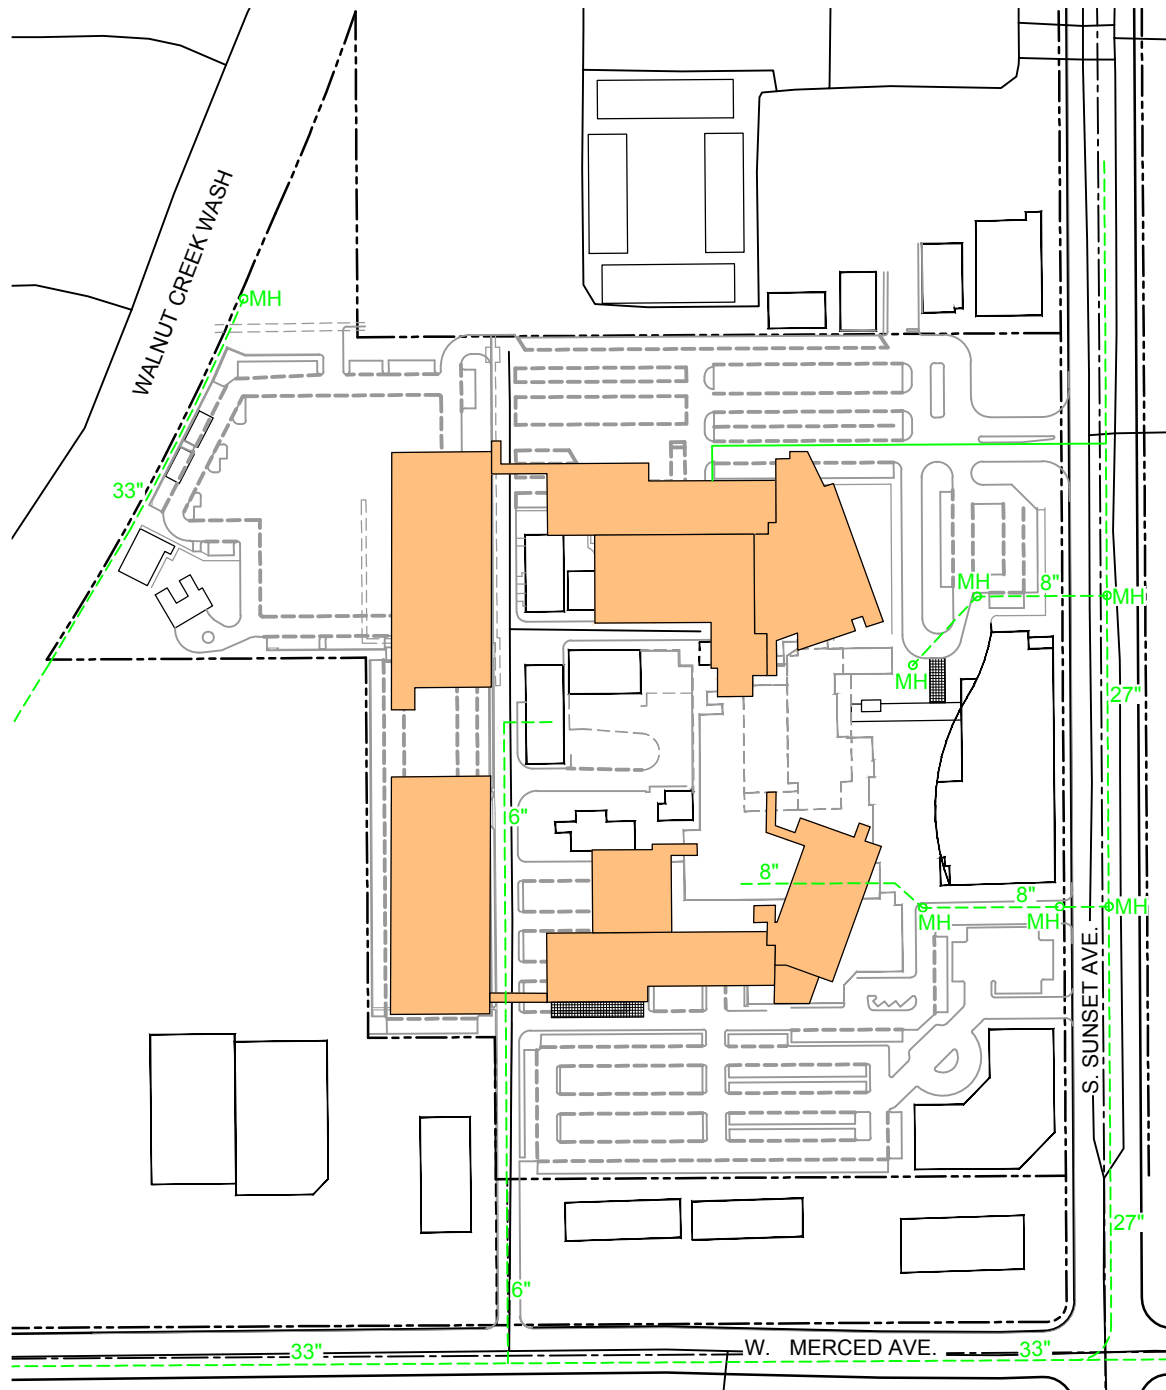 WALNUT CREEK WASH
MH
33"
MH
8"
MH
MH
27"
6"
8"
8"
MH
MH
MH
S. SUNSET AVE.
27"
6"
33"
W. MERCED AVE.
33"